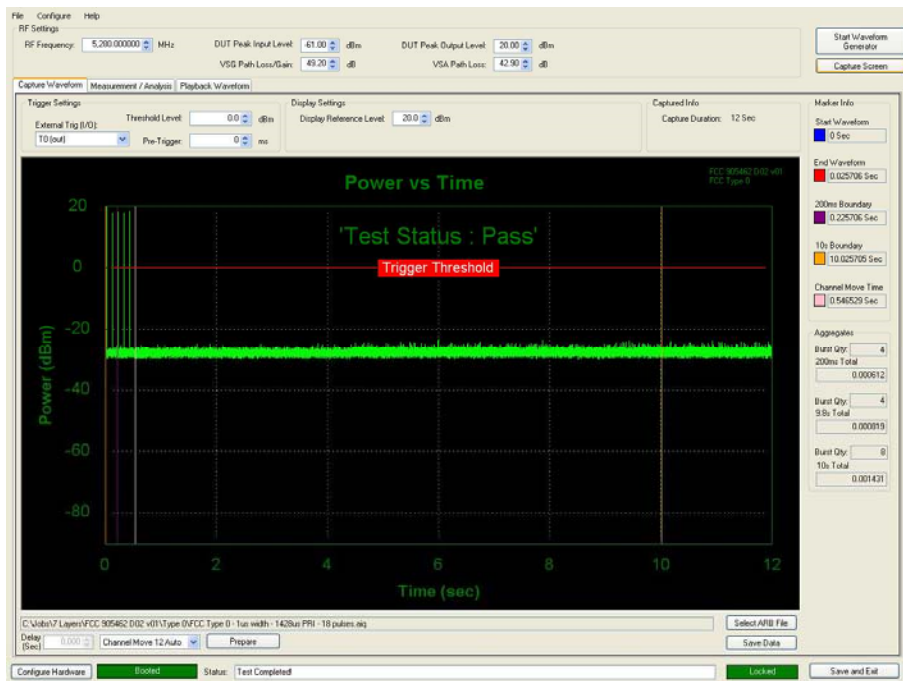 File Configure Help
RF Settings
RF Frequency: 5,200.000000 MHz DUT Peak Input Level: -61.00 dBm DUT Peak Output Level: 20.00 dBm
VSG Path Loss/Gain: 49.20 dB VSA Path Loss: 42.90 dB
Start Waveform Generator
Capture Screen
Capture Waveform Measurement / Analysis Playback Waveform
Trigger Settings
External Trig (I/O): T0 (out)
Threshold Level: 0.0 dBm
Pre-Trigger: 0 ms
Display Settings
Display Reference Level: 20.0 dBm
Captured Info
Capture Duration: 12 Sec
Power vs Time
FCC 905462 D02 v01
FCC Type 0
'Test Status : Pass'
Trigger Threshold
Power (dBm)
20
0
-20
-40
-60
-80
0 2 4 6 8 10 12
Time (sec)
Marker Info
Start Waveform
0 Sec
End Waveform
0.025706 Sec
200ms Boundary
0.225706 Sec
10s Boundary
10.025705 Sec
Channel Move Time
0.546529 Sec
Aggregates
Burst Qty: 4
200ms Total
0.000612
Burst Qty: 4
9.8s Total
0.000819
Burst Qty: 8
10s Total
0.001431
C:\Jobs\7 Layers\FCC 905462 D02 v01\Type 0\FCC Type 0 - 1us width - 1428us PRI - 18 pulses.aiq
Select ARB File
Delay (Sec) 0.000 Channel Move 12 Auto Prepare
Save Data
Configure Hardware Booted Status: Test Completed! Locked Save and Exit